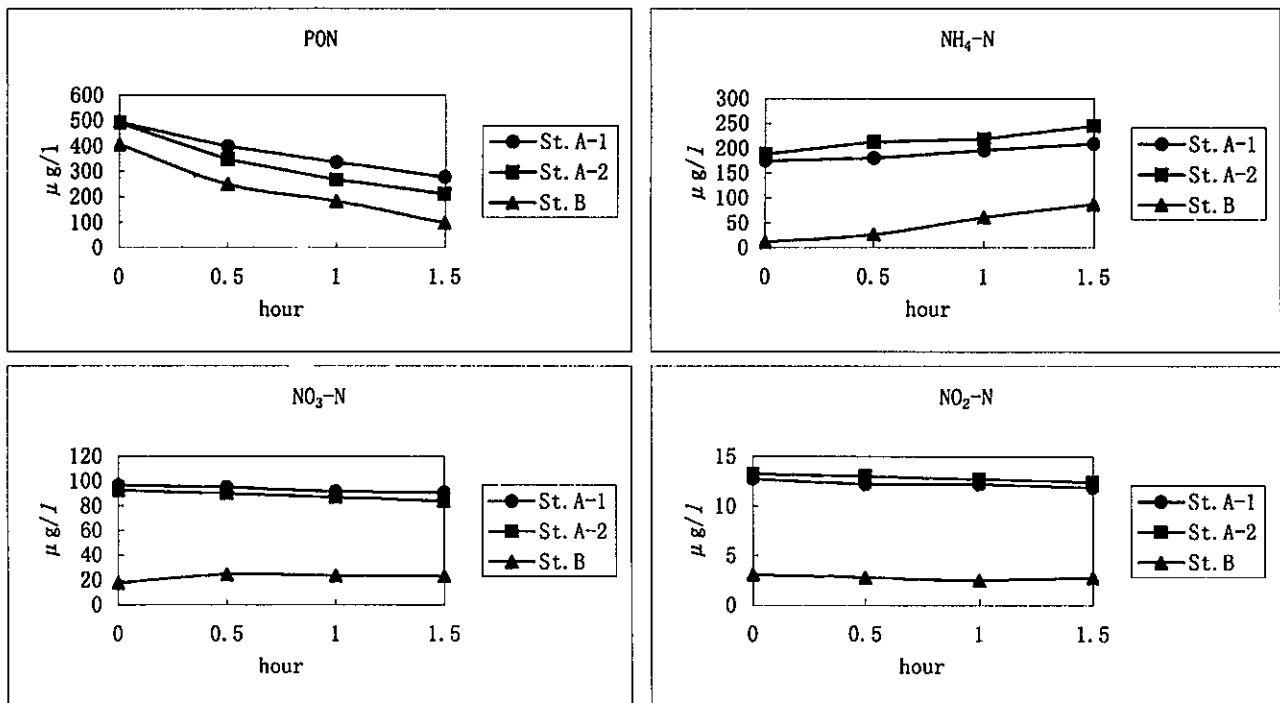 PON
600
500
400
300
200
100
0
μg/l
0 0.5 1 1.5
hour
St.A-1
St.A-2
St.B
NH₄-N
300
250
200
150
100
50
0
μg/l
0 0.5 1 1.5
hour
St.A-1
St.A-2
St.B
NO₃-N
120
100
80
60
40
20
0
μg/l
0 0.5 1 1.5
hour
St.A-1
St.A-2
St.B
NO₂-N
15
10
5
0
μg/l
0 0.5 1 1.5
hour
St.A-1
St.A-2
St.B